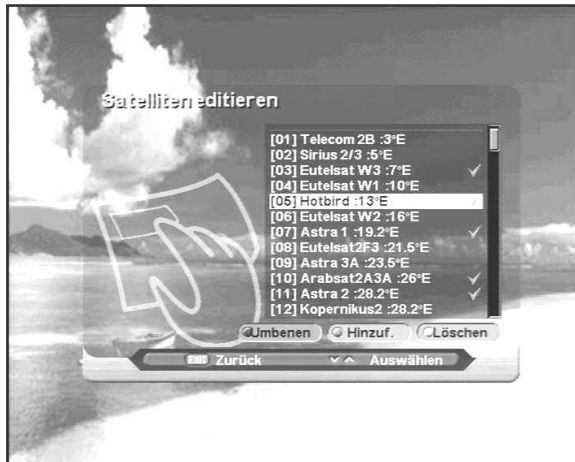 Satelliten editieren
[01] Telecom 2B :3°E
[02] Sirius 2/3 :5°E
[03] Eutelsat W3 :7°E
[04] Eutelsat W1 :10°E
[05] Hotbird :13°E
[06] Eutelsat W2 :16°E
[07] Astra 1 :19.2°E
[08] Eutelsat2F3 :21.5°E
[09] Astra 3A :23.5°E
[10] Arabsat2A3A :26°E
[11] Astra 2 :28.2°E
[12] Kopernikus2 :28.2°E
Umbenen Hinzuf. Löschen
EXIT Zurück Auswählen